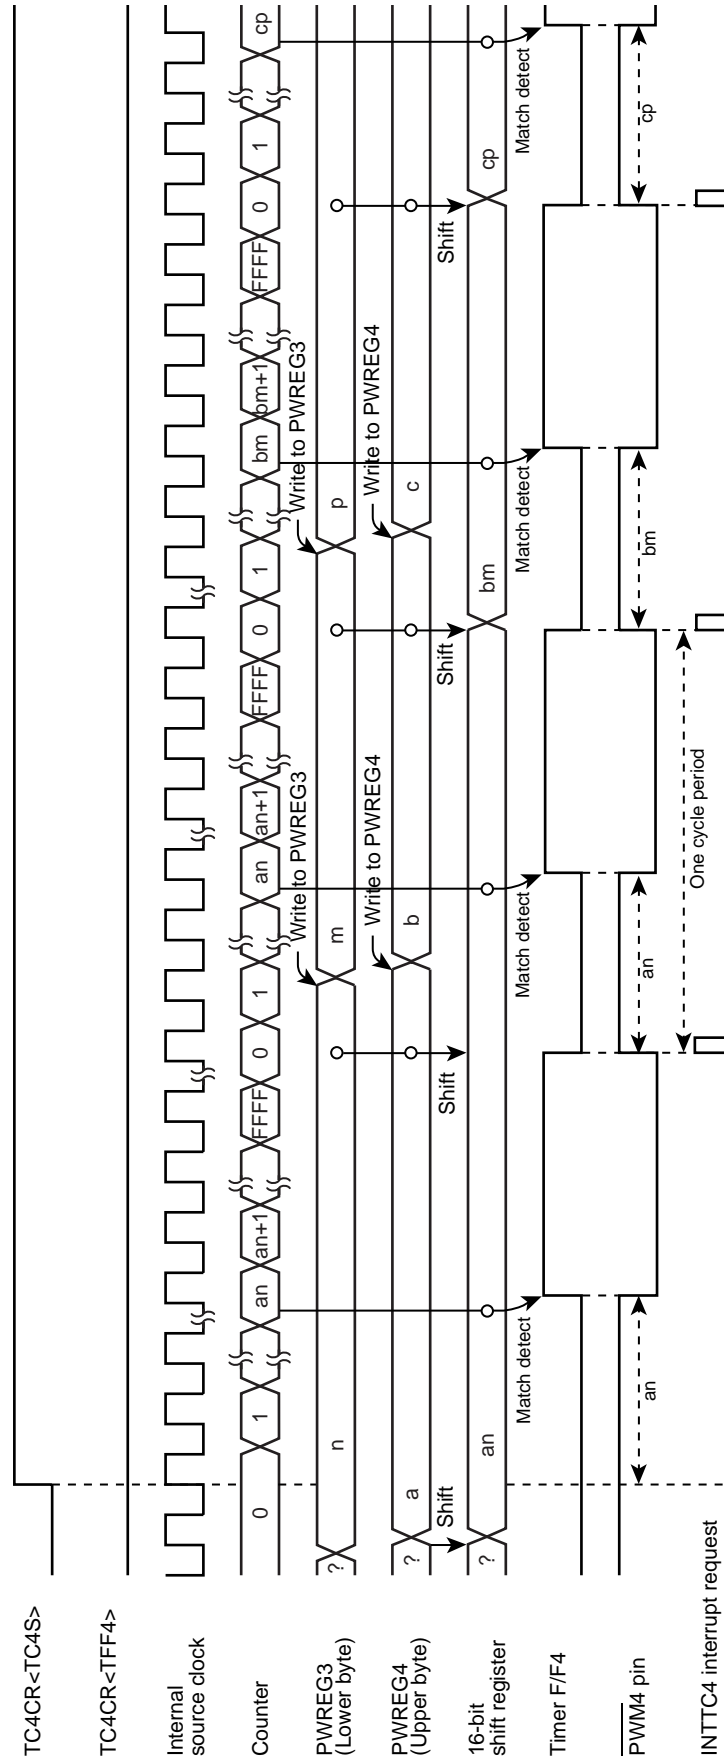 TC4CR<TC4S>
TC4CR<TFF4>
Internal
source clock
Counter
0
1
an
an+1
FFFF
0
1
an
an+1
FFFF
0
1
bm
bm+1
FFFF
0
1
cp
Write to PWREG3
Write to PWREG3
PWREG3
(Lower byte)
?
n
m
p
Write to PWREG4
Write to PWREG4
PWREG4
(Upper byte)
?
a
b
c
Shift
Shift
Shift
Shift
16-bit
shift register
?
an
bm
cp
Match detect
Match detect
Match detect
Match detect
Timer F/F4
PWM4 pin
an
an
bm
cp
One cycle period
INTTC4 interrupt request